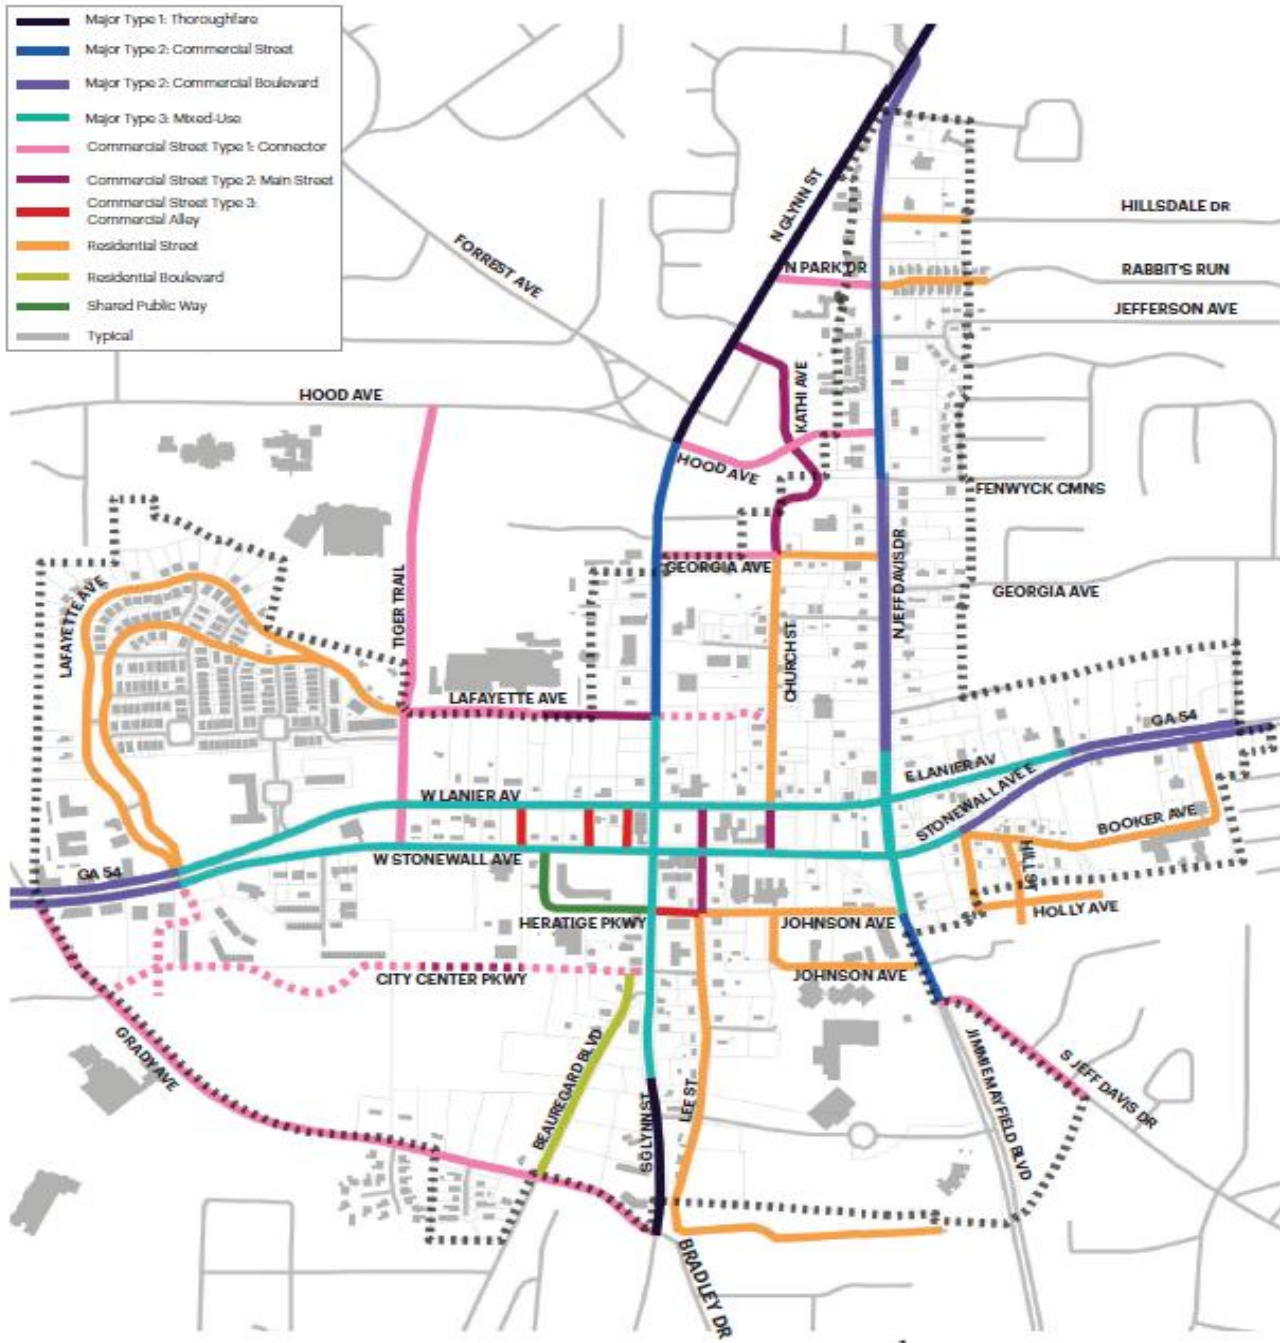 Major Type 1: Thoroughfare
Major Type 2: Commercial Street
Major Type 2: Commercial Boulevard
Major Type 3: Mixed-Use
Commercial Street Type 1: Connector
Commercial Street Type 2: Main Street
Commercial Street Type 3:
Commercial Alley
Residential Street
Residential Boulevard
Shared Public Way
Typical
N GLYNN ST
HILLSDALE DR
FORREST AVE
N PARK DR
RABBIT'S RUN
JEFFERSON AVE
HOOD AVE
KATHI AVE
HOOD AVE
FENWYCK CMNS
N JEFF DAVIS DR
GEORGIA AVE
GEORGIA AVE
LAFAYETTE AVE
TIGER TRAIL
CHURCH ST
LAFAYETTE AVE
GA 54
E LANIER AV
STONEWALL AVE E
W LANIER AV
BOOKER AVE
W STONEWALL AVE
HILL ST
GA 54
HOLLY AVE
HERATIGE PKWY
JOHNSON AVE
JOHNSON AVE
CITY CENTER PKWY
GRADY AVE
BEAUREGARD BLVD
S GLYNN ST
LEE ST
JIMMIE MAYFIELD BLVD
S JEFF DAVIS DR
BRADLEY DR